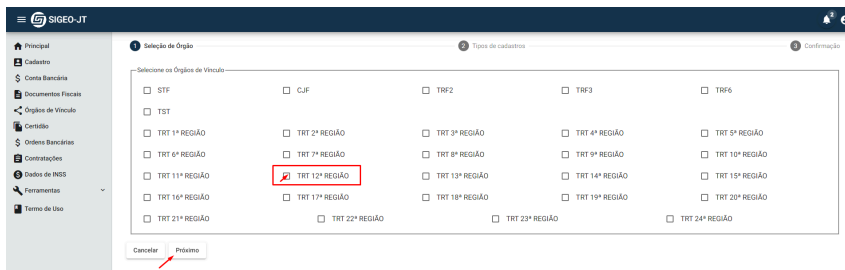 SIGEO-JT
2
Principal
Cadastro
Conta Bancária
Documentos Fiscais
Órgãos de Vínculo
Certidão
Ordens Bancárias
Contratações
Dados de INSS
Ferramentas
Termo de Uso
1 Seleção de Órgão 2 Tipos de cadastros 3 Confirmação
Selecione os Órgãos de Vínculo
STF CJF TRF2 TRF3 TRF6
TST
TRT 1ª REGIÃO TRT 2ª REGIÃO TRT 3ª REGIÃO TRT 4ª REGIÃO TRT 5ª REGIÃO
TRT 6ª REGIÃO TRT 7ª REGIÃO TRT 8ª REGIÃO TRT 9ª REGIÃO TRT 10ª REGIÃO
TRT 11ª REGIÃO TRT 12ª REGIÃO TRT 13ª REGIÃO TRT 14ª REGIÃO TRT 15ª REGIÃO
TRT 16ª REGIÃO TRT 17ª REGIÃO TRT 18ª REGIÃO TRT 19ª REGIÃO TRT 20ª REGIÃO
TRT 21ª REGIÃO TRT 22ª REGIÃO TRT 23ª REGIÃO TRT 24ª REGIÃO
Cancelar Próximo